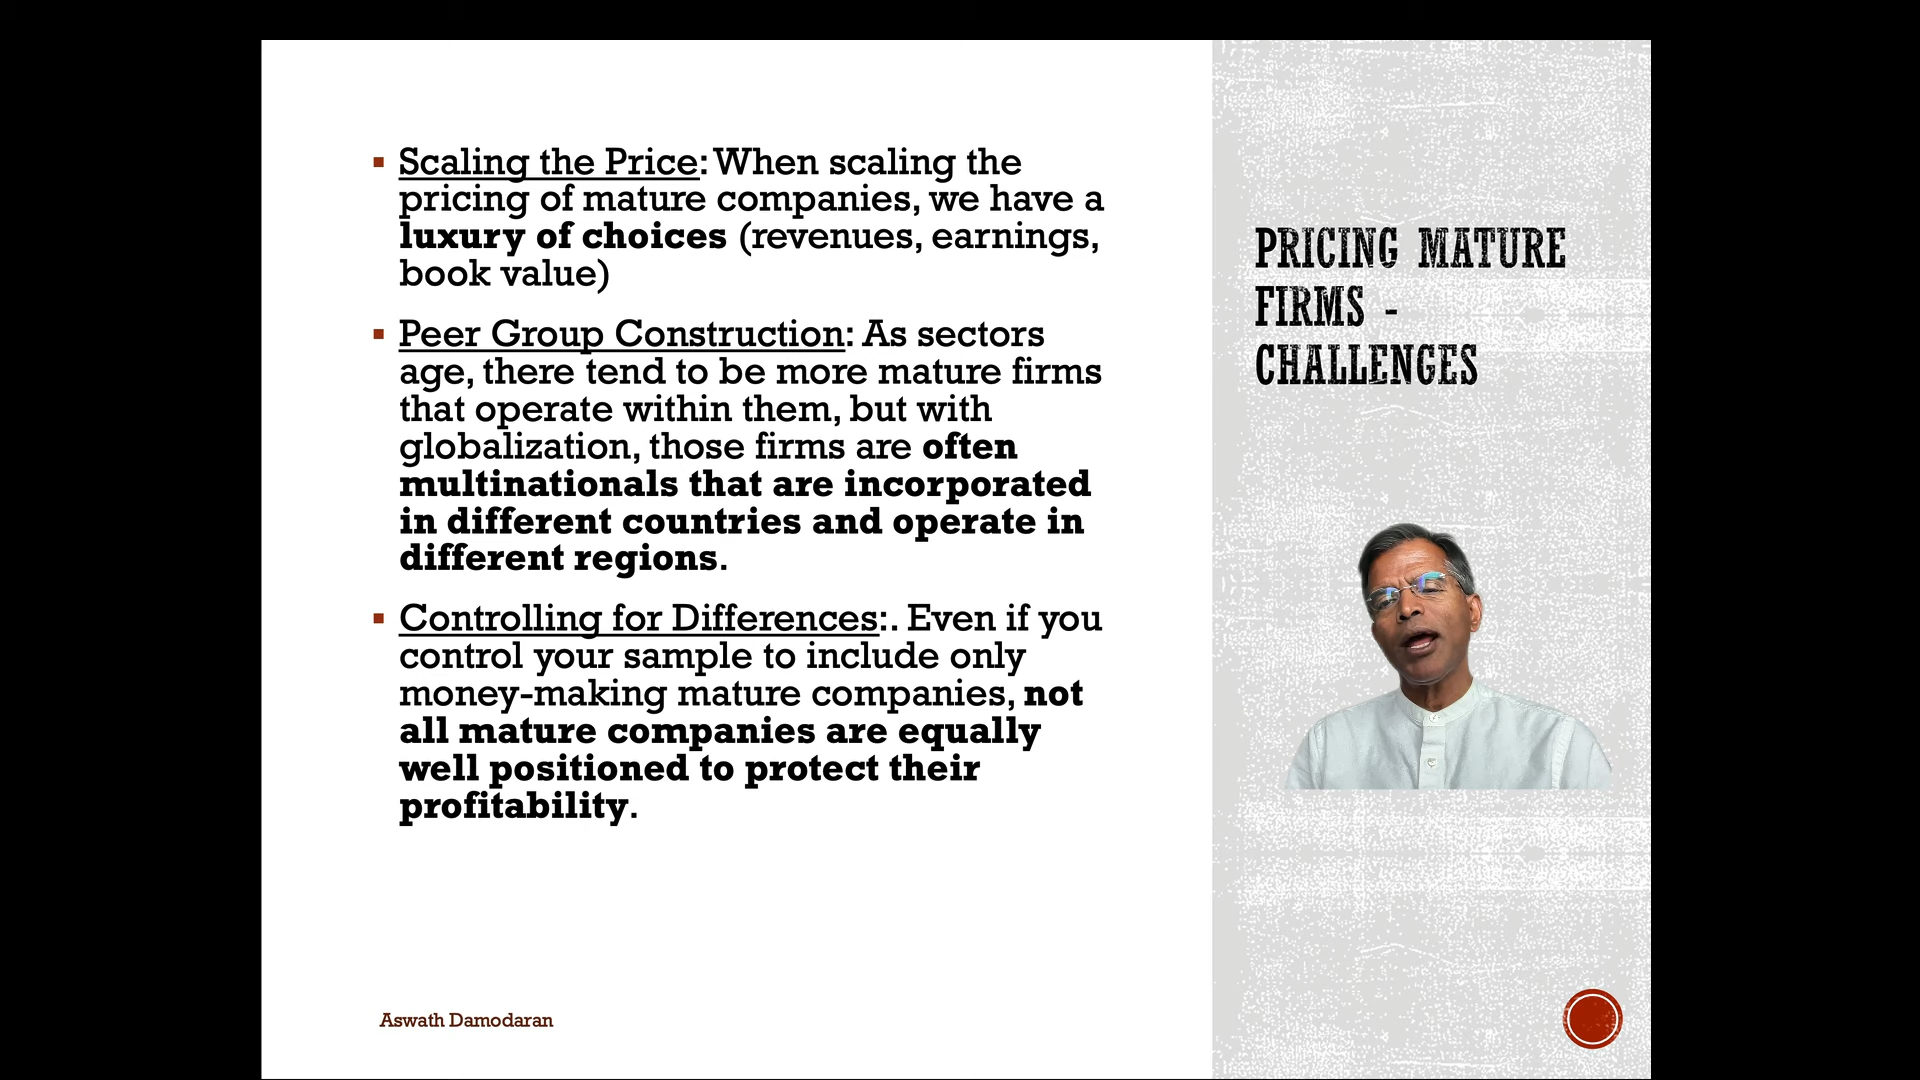 Scaling the Price: When scaling the
pricing of mature companies, we have a
luxury of choices (revenues, earnings,
book value)
Peer Group Construction: As sectors
age, there tend to be more mature firms
that operate within them, but with
globalization, those firms are often
multinationals that are incorporated
in different countries and operate in
different regions.
Controlling for Differences:. Even if you
control your sample to include only
money-making mature companies, not
all mature companies are equally
well positioned to protect their
profitability.
PRICING MATURE
FIRMS -
CHALLENGES
Aswath Damodaran